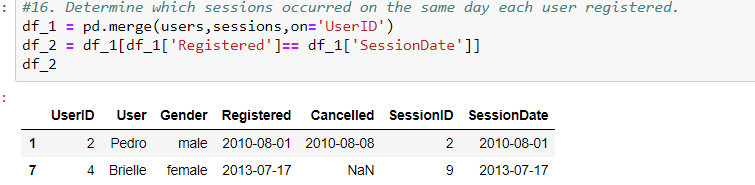 : #16. Determine which sessions occurred on the same day each user registered.
df_1 = pd.merge(users,sessions,on='UserID')
df_2 = df_1[df_1['Registered']== df_1['SessionDate']]
df_2
:
UserID User Gender Registered Cancelled SessionID SessionDate
1 2 Pedro male 2010-08-01 2010-08-08 2 2010-08-01
7 4 Brielle female 2013-07-17 NaN 9 2013-07-17